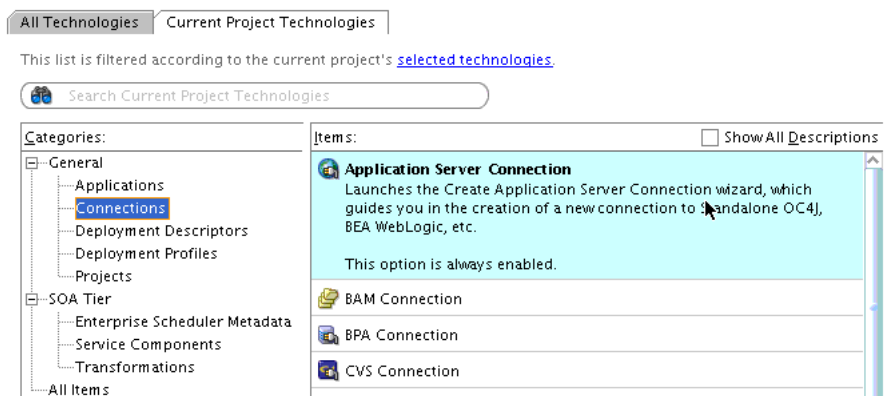 All Technologies Current Project Technologies
This list is filtered according to the current project's selected technologies.
Search Current Project Technologies
Categories:
General
Applications
Connections
Deployment Descriptors
Deployment Profiles
Projects
SOA Tier
Enterprise Scheduler Metadata
Service Components
Transformations
All Items
Items: Show All Descriptions
Application Server Connection
Launches the Create Application Server Connection wizard, which
guides you in the creation of a new connection to Standalone OC4J,
BEA WebLogic, etc.
This option is always enabled.
BAM Connection
BPA Connection
CVS Connection